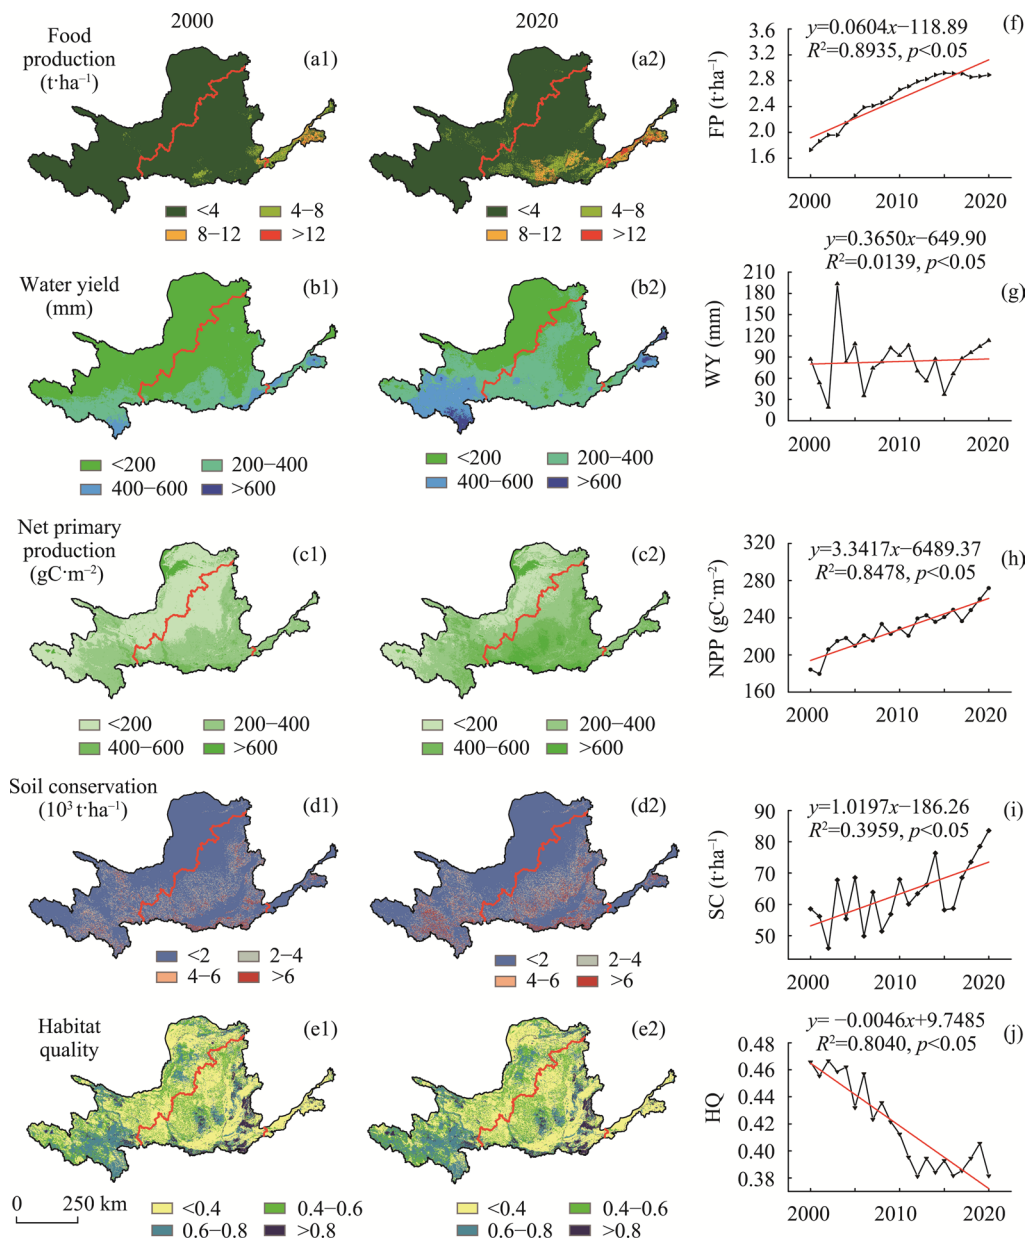 2000
2020
Food
production
(t·ha⁻¹)
(a1)
(a2)
<4
4−8
8−12
>12
<4
4−8
8−12
>12
y=0.0604x−118.89
(f)
R²=0.8935, p<0.05
FP (t·ha⁻¹)
3.6
3.2
2.8
2.4
2.0
1.6
2000
2010
2020
Water yield
(mm)
(b1)
(b2)
<200
200−400
400−600
>600
<200
200−400
400−600
>600
y=0.3650x−649.90
R²=0.0139, p<0.05
(g)
WY (mm)
210
180
150
120
90
60
30
0
2000
2010
2020
Net primary
production
(gC·m⁻²)
(c1)
(c2)
<200
200−400
400−600
>600
<200
200−400
400−600
>600
y=3.3417x−6489.37
R²=0.8478, p<0.05
(h)
NPP (gC·m⁻²)
320
280
240
200
160
2000
2010
2020
Soil conservation
(10³ t·ha⁻¹)
(d1)
(d2)
<2
2−4
4−6
>6
<2
2−4
4−6
>6
y=1.0197x−186.26
(i)
R²=0.3959, p<0.05
SC (t·ha⁻¹)
90
80
70
60
50
2000
2010
2020
Habitat
quality
(e1)
(e2)
0
250 km
<0.4
0.4−0.6
0.6−0.8
>0.8
<0.4
0.4−0.6
0.6−0.8
>0.8
y= −0.0046x+9.7485
R²=0.8040, p<0.05
(j)
HQ
0.48
0.46
0.44
0.42
0.40
0.38
2000
2010
2020